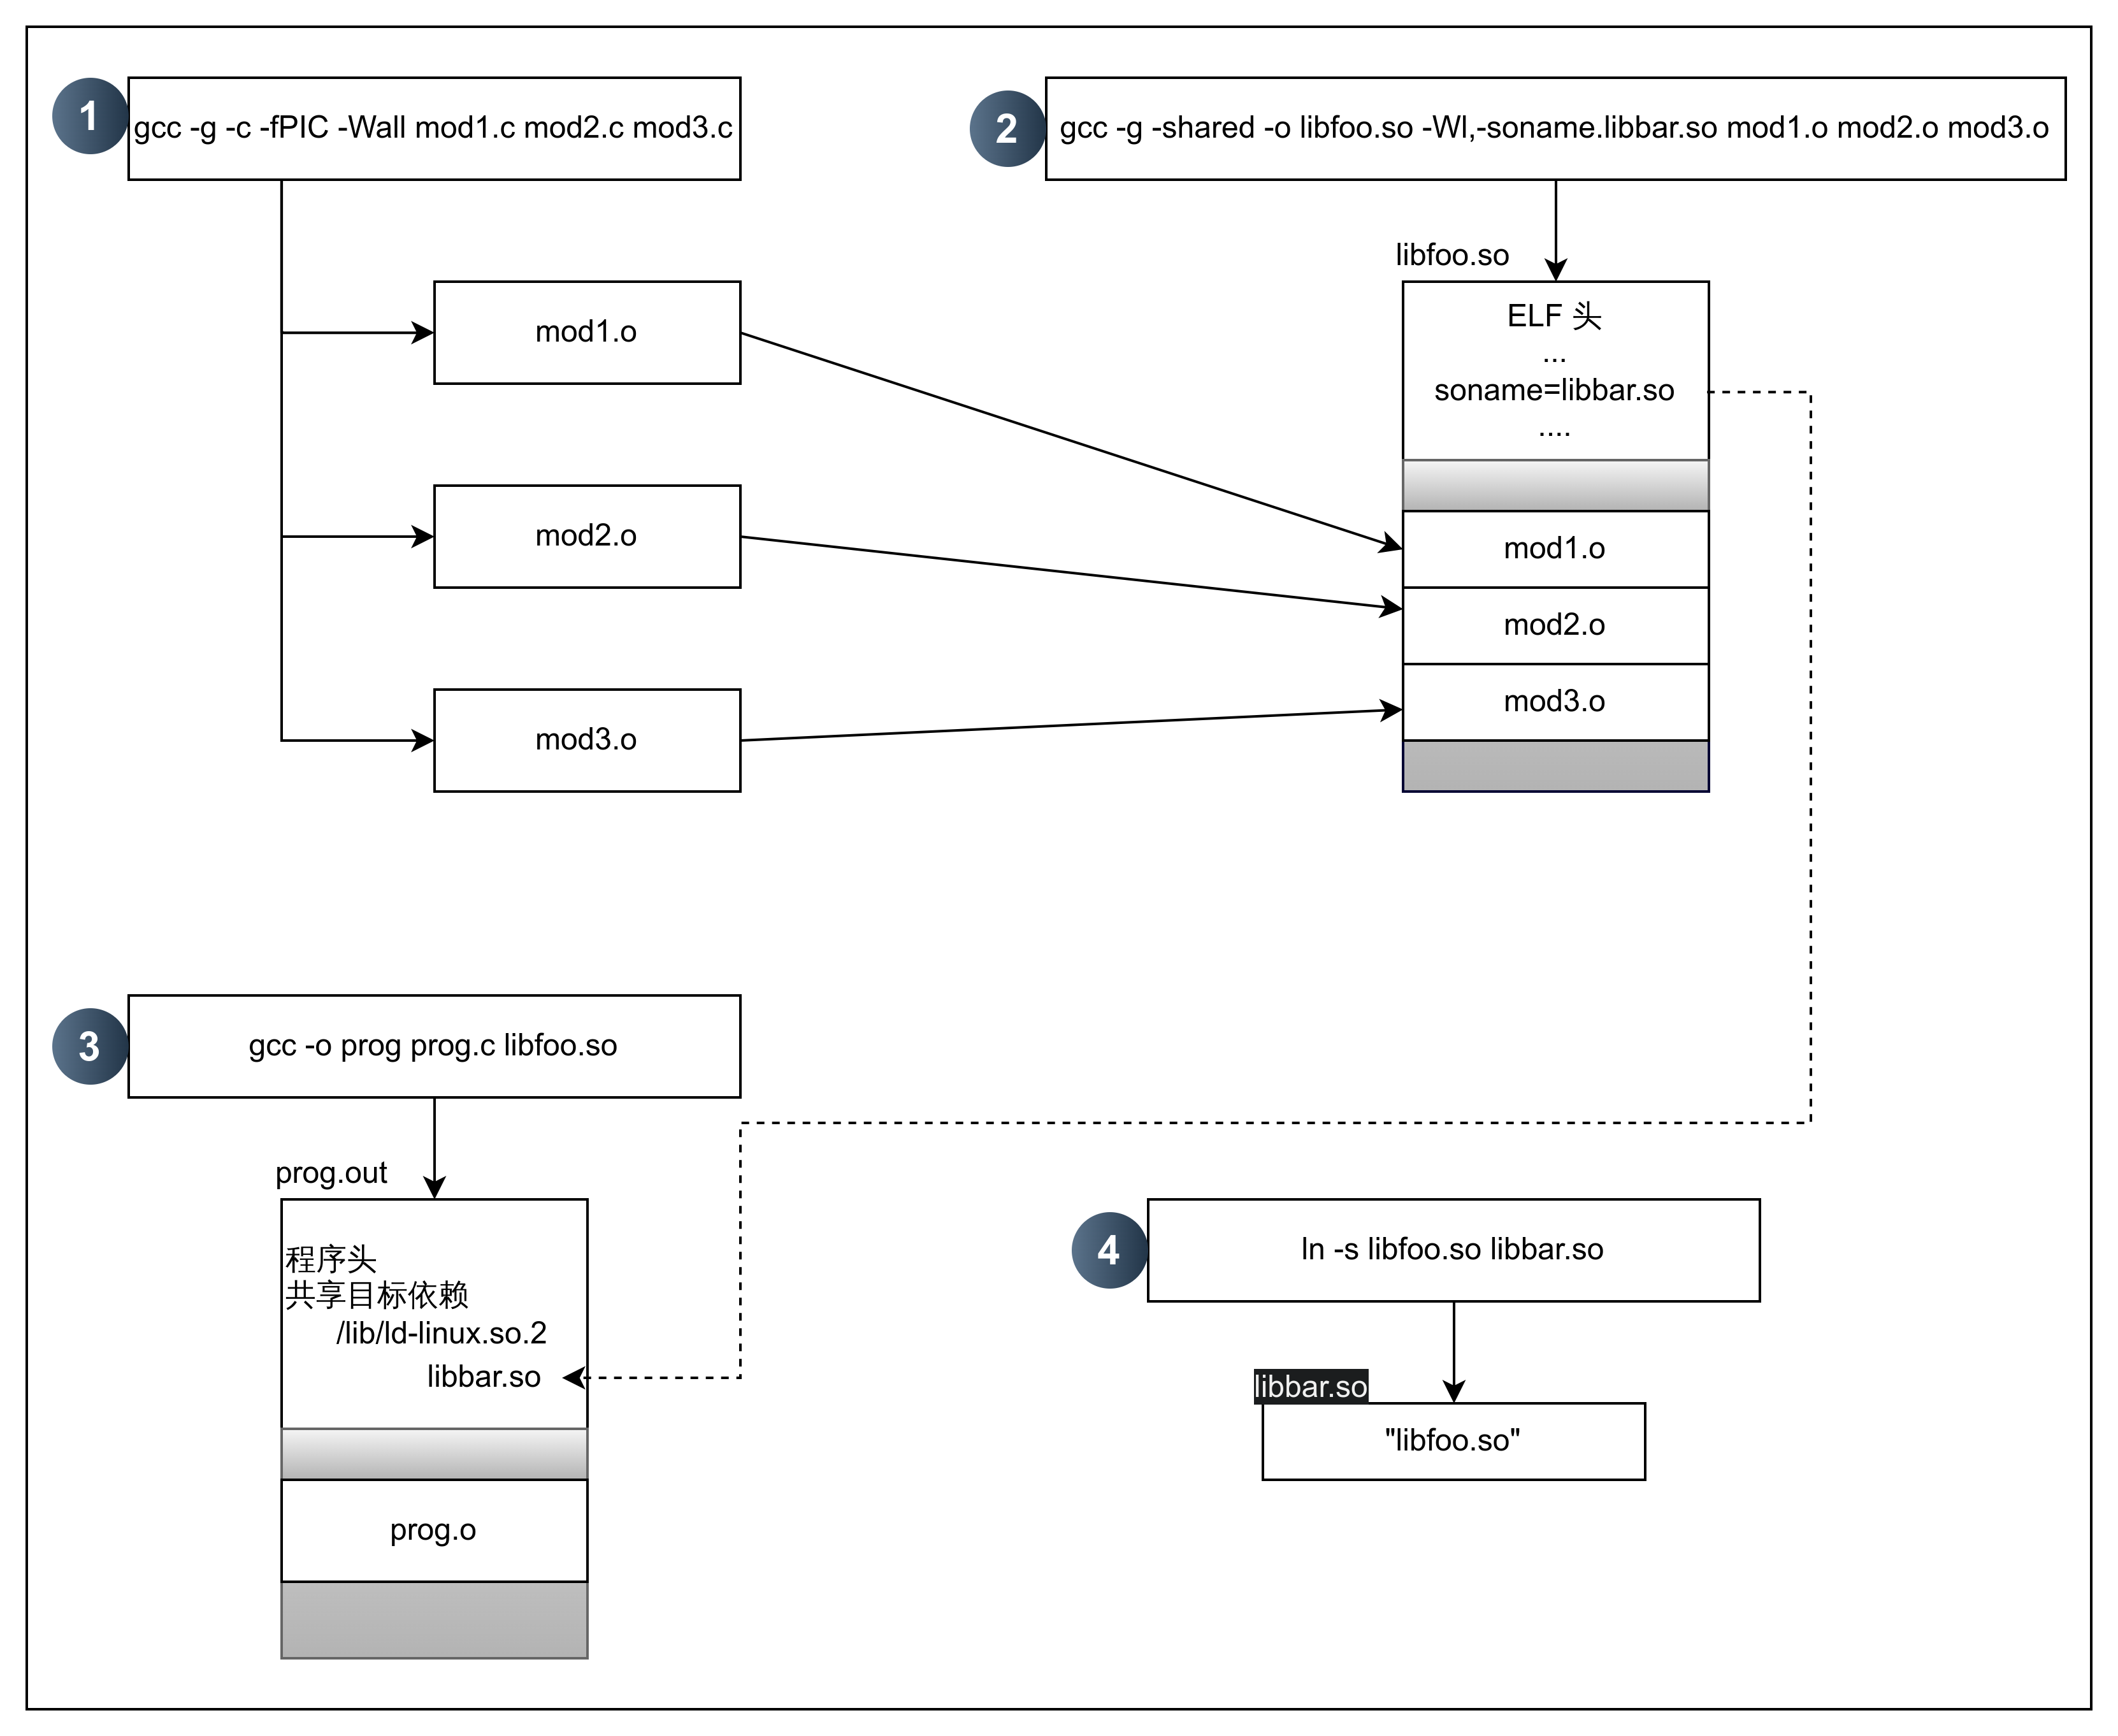 1
gcc -g -c -fPIC -Wall mod1.c mod2.c mod3.c
2
gcc -g -shared -o libfoo.so -Wl,-soname.libbar.so mod1.o mod2.o mod3.o
mod1.o
mod2.o
mod3.o
libfoo.so
ELF 头
...
soname=libbar.so
....
mod1.o
mod2.o
mod3.o
3
gcc -o prog prog.c libfoo.so
prog.out
程序头
共享目标依赖
/lib/ld-linux.so.2
libbar.so
prog.o
4
ln -s libfoo.so libbar.so
libbar.so
"libfoo.so"